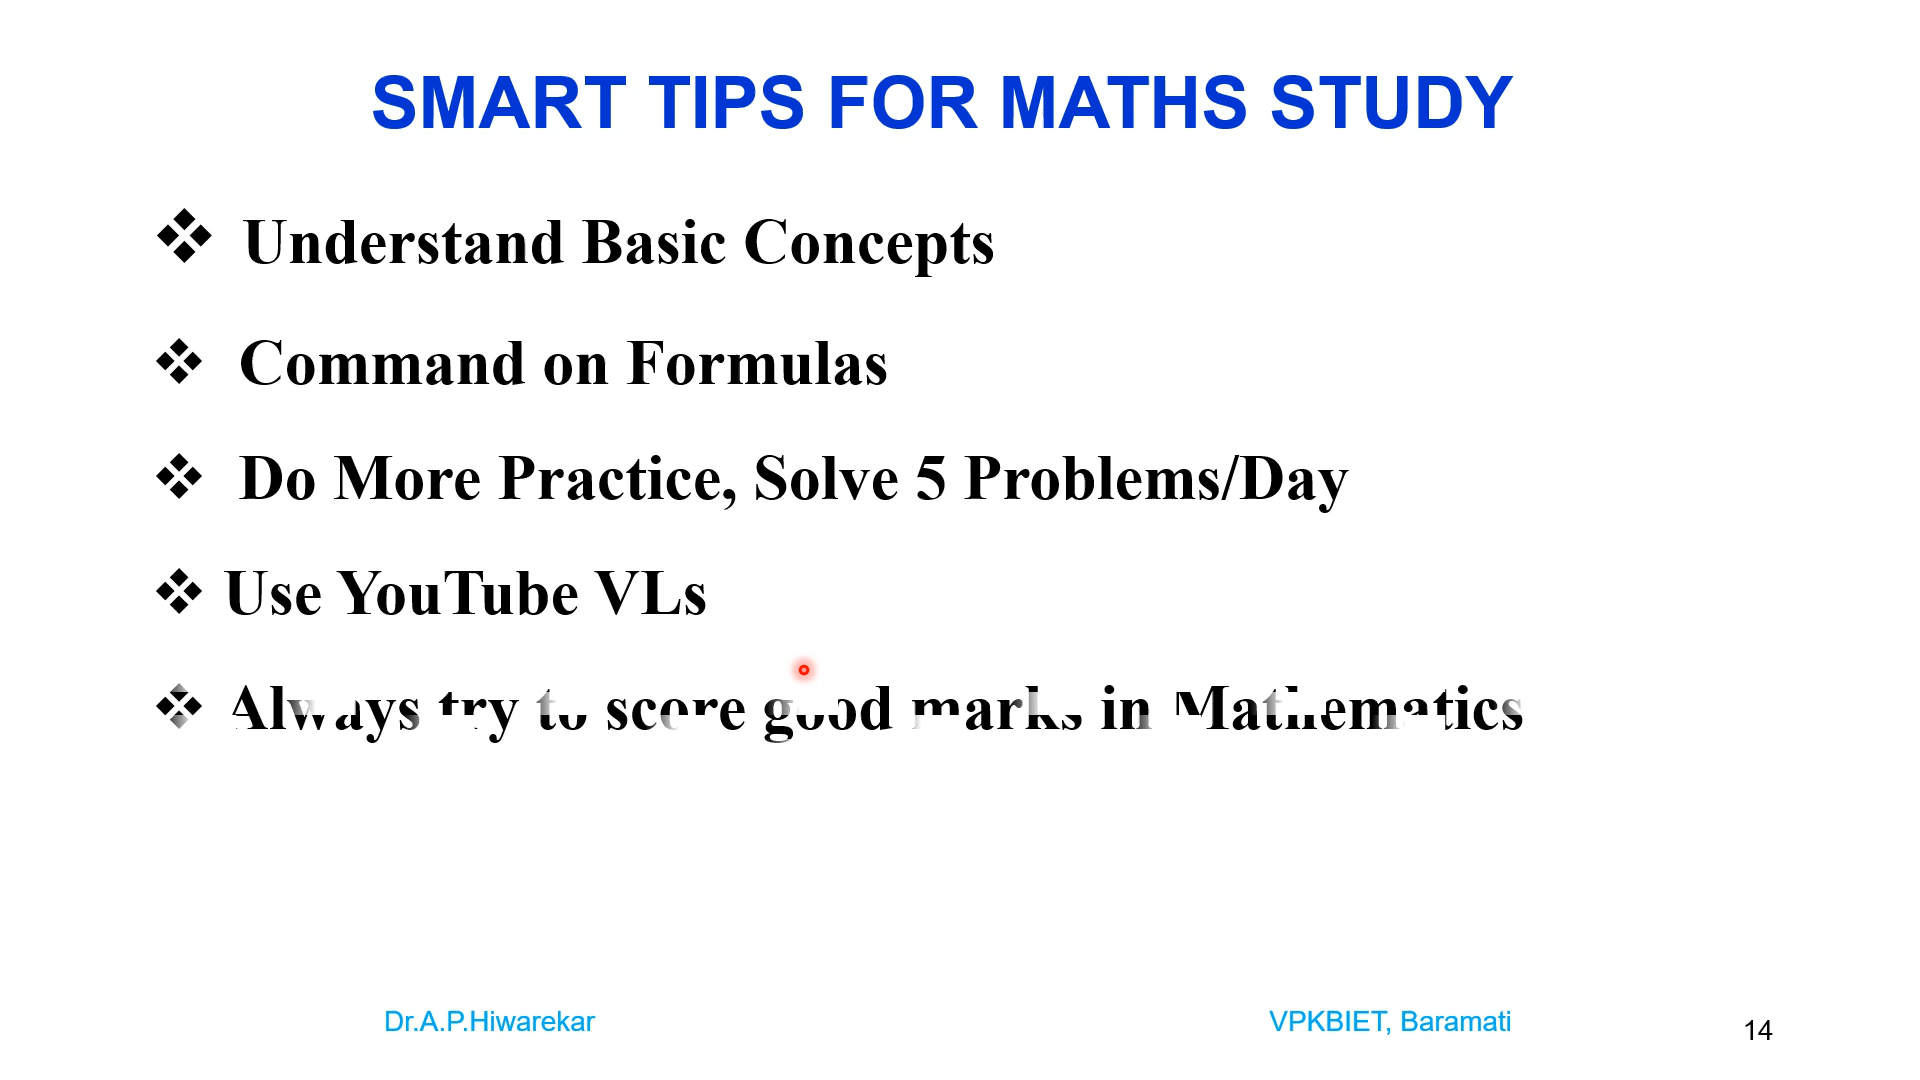 SMART TIPS FOR MATHS STUDY
❖ Understand Basic Concepts
❖ Command on Formulas
❖ Do More Practice, Solve 5 Problems/Day
❖ Use YouTube VLs
❖ Always try to score good marks in Mathematics
Dr.A.P.Hiwarekar
VPKBIET, Baramati
14